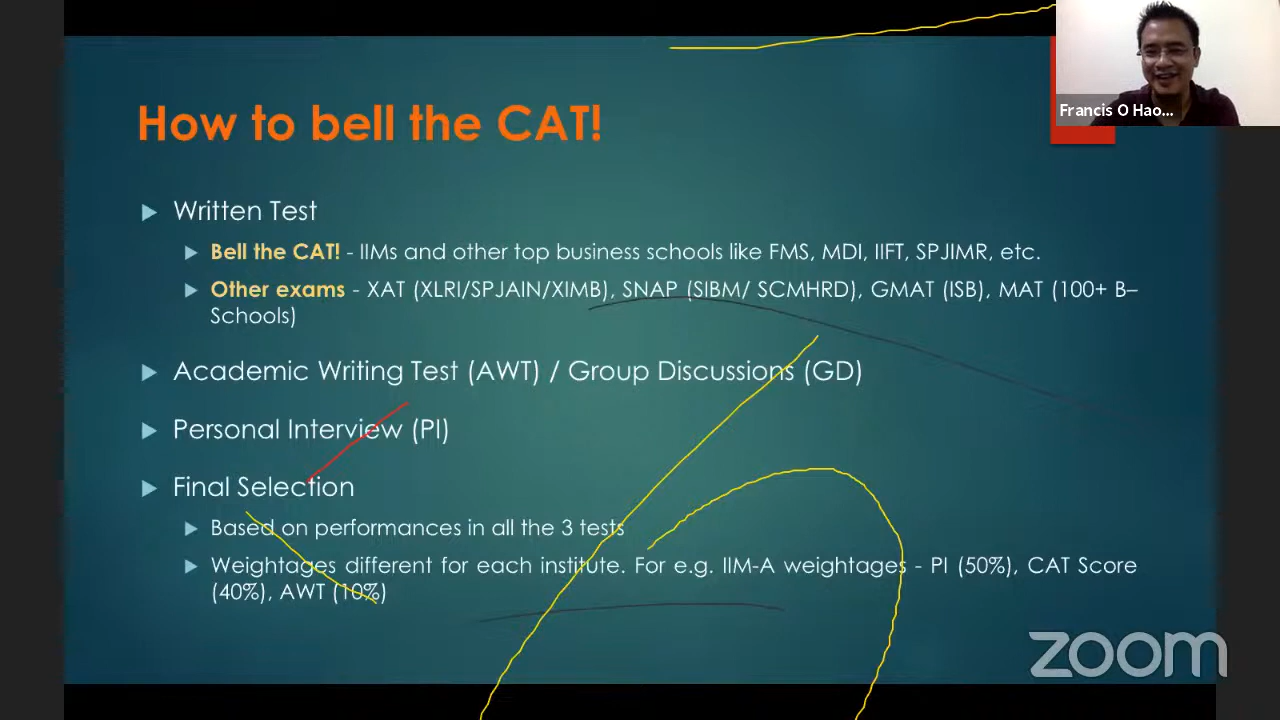 How to bell the CAT!
Francis O Hao...
Written Test
Bell the CAT! - IIMs and other top business schools like FMS, MDI, IIFT, SPJIMR, etc.
Other exams - XAT (XLRI/SPJAIN/XIMB), SNAP (SIBM/ SCMHRD), GMAT (ISB), MAT (100+ B–
Schools)
Academic Writing Test (AWT) / Group Discussions (GD)
Personal Interview (PI)
Final Selection
Based on performances in all the 3 tests
Weightages different for each institute. For e.g. IIM-A weightages - PI (50%), CAT Score
(40%), AWT (10%)
zoom